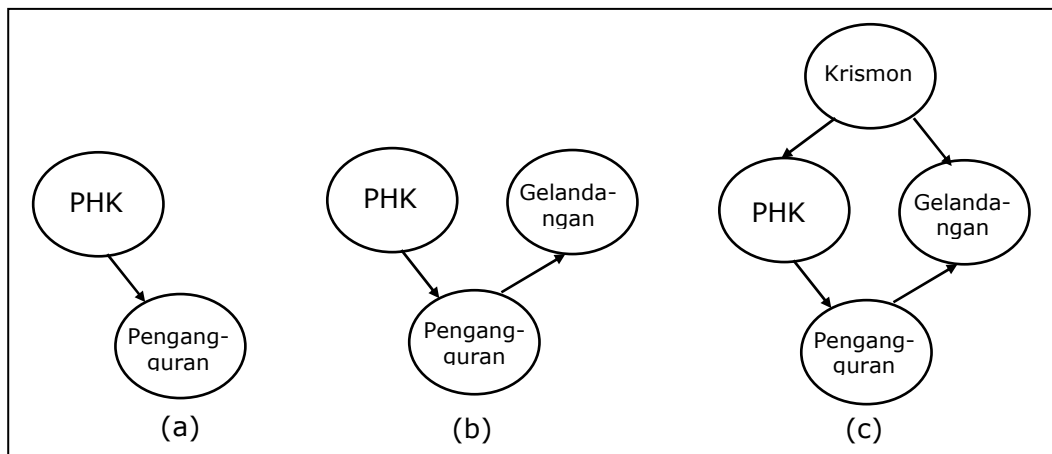 PHK
Pengang-
guran
(a)
PHK
Gelanda-
ngan
Pengang-
guran
(b)
Krismon
PHK
Gelanda-
ngan
Pengang-
guran
(c)